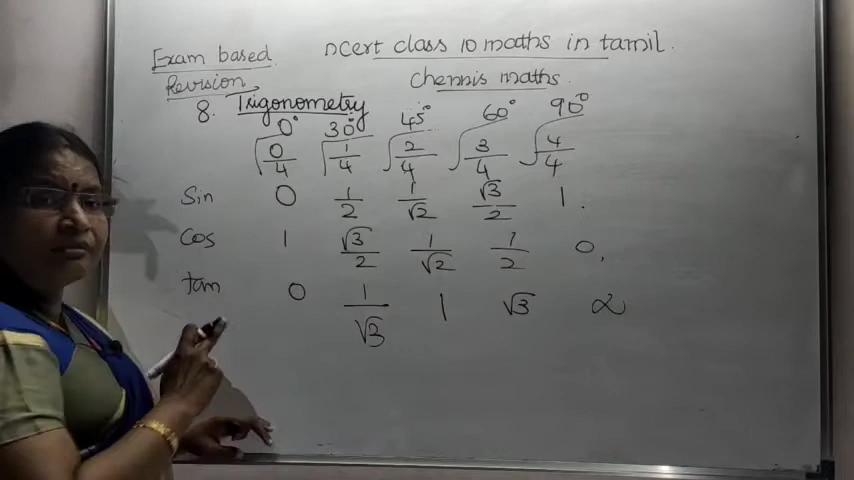 Exam based ncert class 10 maths in tamil.
Revision chennis maths
8. Trigonometry
0° 30° 45° 60° 90°
√0/4 √1/4 √2/4 √3/4 √4/4
Sin 0 1/2 1/√2 √3/2 1.
Cos 1 √3/2 1/√2 1/2 0,
tan 0 1/√3 1 √3 ∝